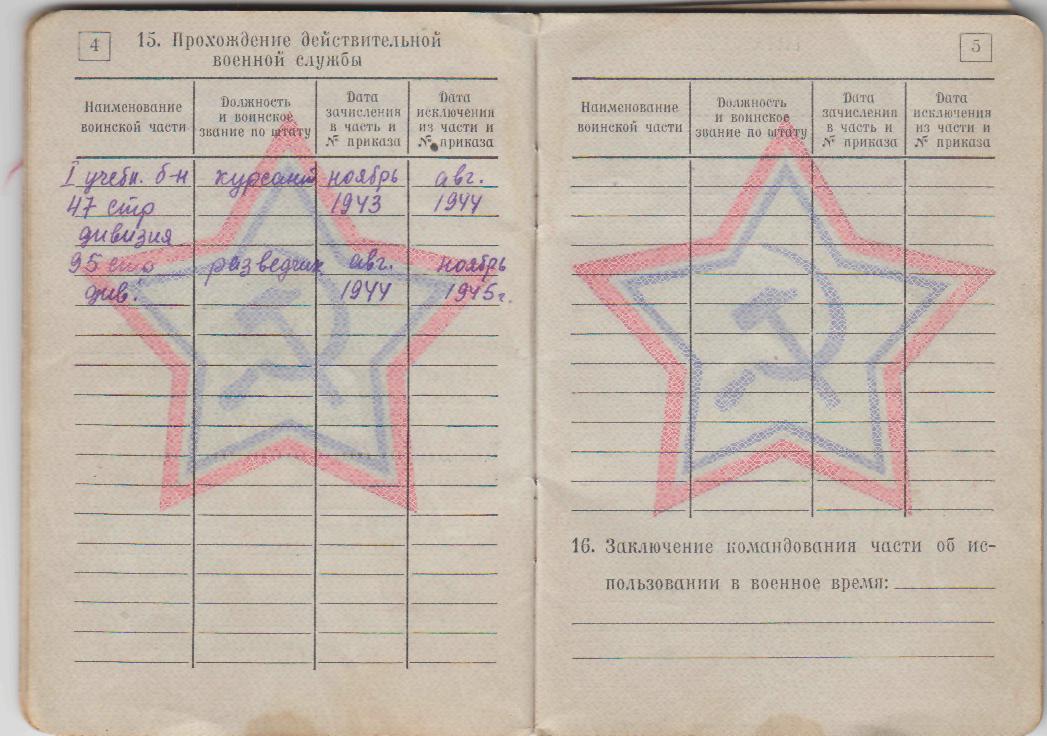 4
15. Прохождение действительной
военной службы
Наименование
воинской части
Должность
и воинское
звание по штату
Дата
зачисления
в часть и
№ приказа
Дата
исключения
из части и
№ приказа
I учебн. б-н курсант ноябрь авг.
47 стр 1943 1944
дивизия
95 стр разведчик авг. ноябрь
див. 1944 1945 г.
5
Наименование
воинской части
Должность
и воинское
звание по штату
Дата
зачисления
в часть и
№ приказа
Дата
исключения
из части и
№ приказа
16. Заключение командования части об ис-
пользовании в военное время: